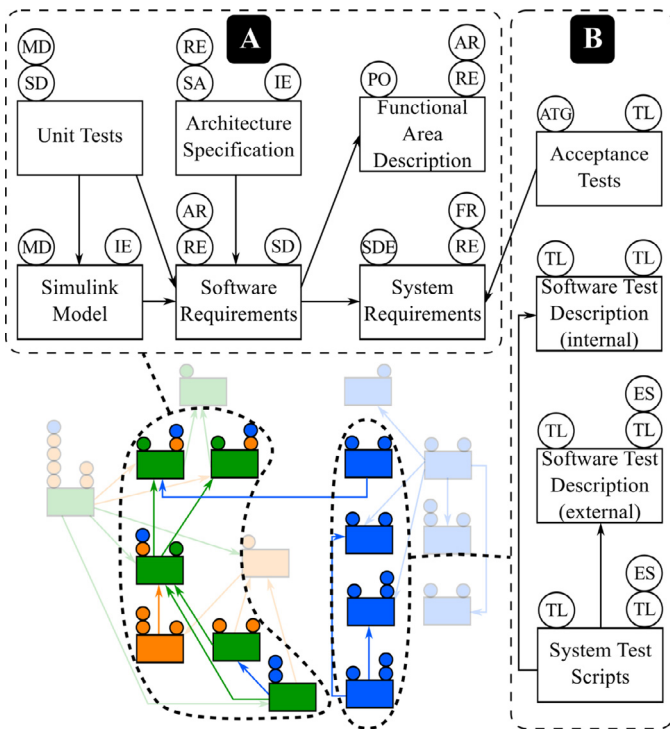 A
MD
SD
Unit Tests
RE
SA
IE
Architecture
Specification
PO
AR
RE
Functional
Area
Description
MD
IE
Simulink
Model
AR
RE
SD
Software
Requirements
SDE
FR
RE
System
Requirements
B
ATG
TL
Acceptance
Tests
TL
TL
Software Test
Description
(internal)
TL
ES
TL
Software Test
Description
(external)
TL
ES
TL
System Test
Scripts